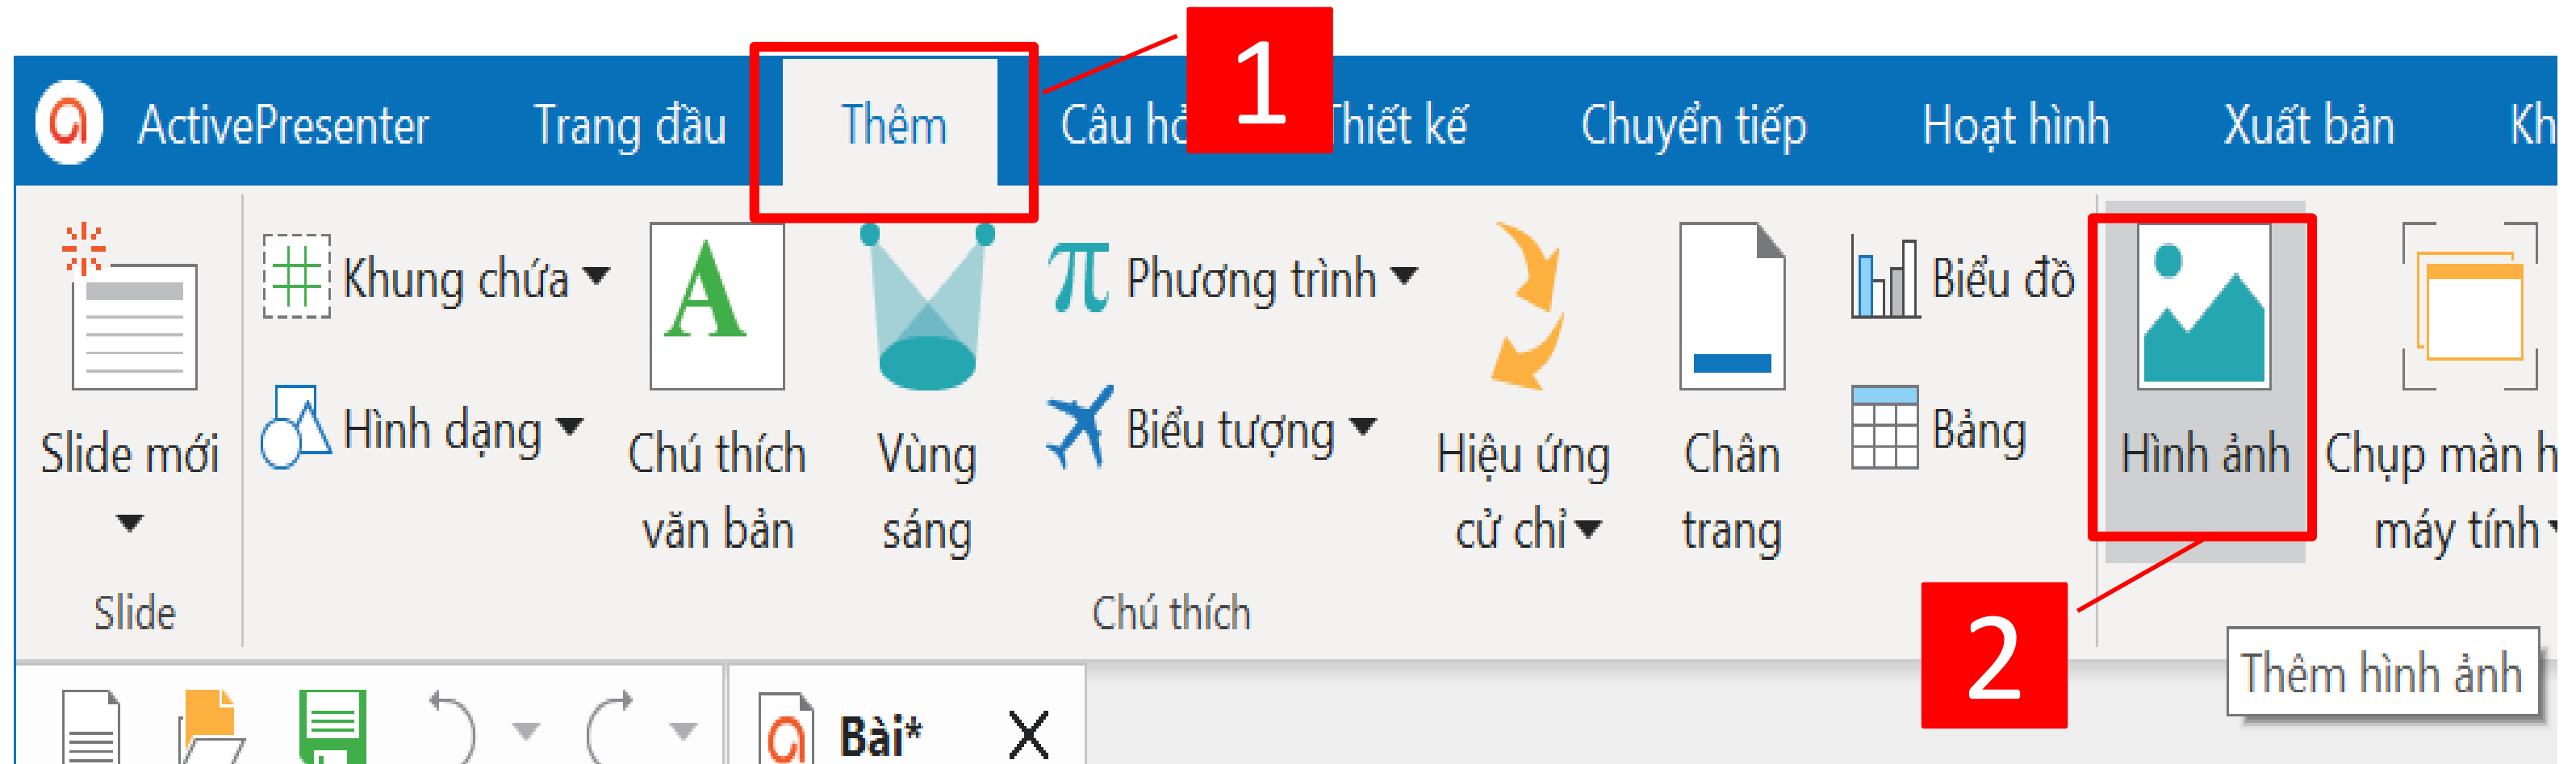 1
ActivePresenter Trang đầu Thêm Câu hỏ Thiết kế Chuyển tiếp Hoạt hình Xuất bản Kh
Khung chứa Phương trình Biểu đồ
Hình dạng Biểu tượng Bảng
Slide mới Chú thích Vùng Hiệu ứng Chân Hình ảnh Chụp màn h
văn bản sáng cử chỉ trang máy tính
Slide Chú thích
2
Thêm hình ảnh
Bài*